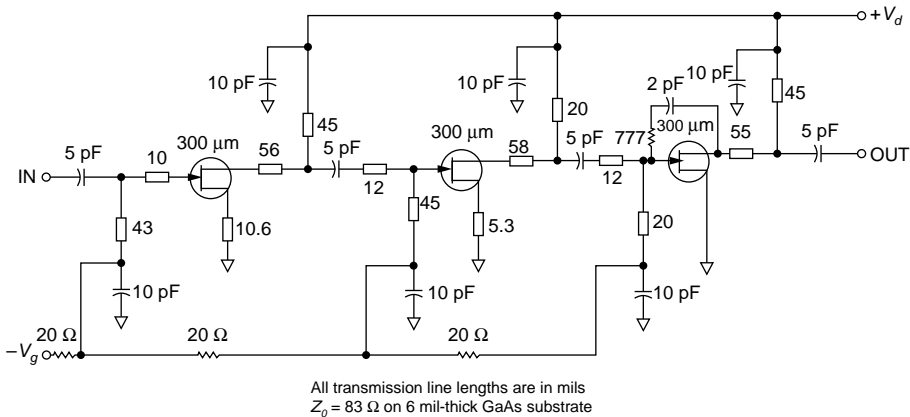 +Vd
10 pF
10 pF
10 pF
2 pF
45
20
45
300 μm
300 μm
777
300 μm
55
5 pF
5 pF
10
56
5 pF
58
5 pF
IN
OUT
12
12
43
10.6
45
5.3
20
10 pF
10 pF
10 pF
20 Ω
20 Ω
20 Ω
−Vg
All transmission line lengths are in mils
Z0 = 83 Ω on 6 mil-thick GaAs substrate